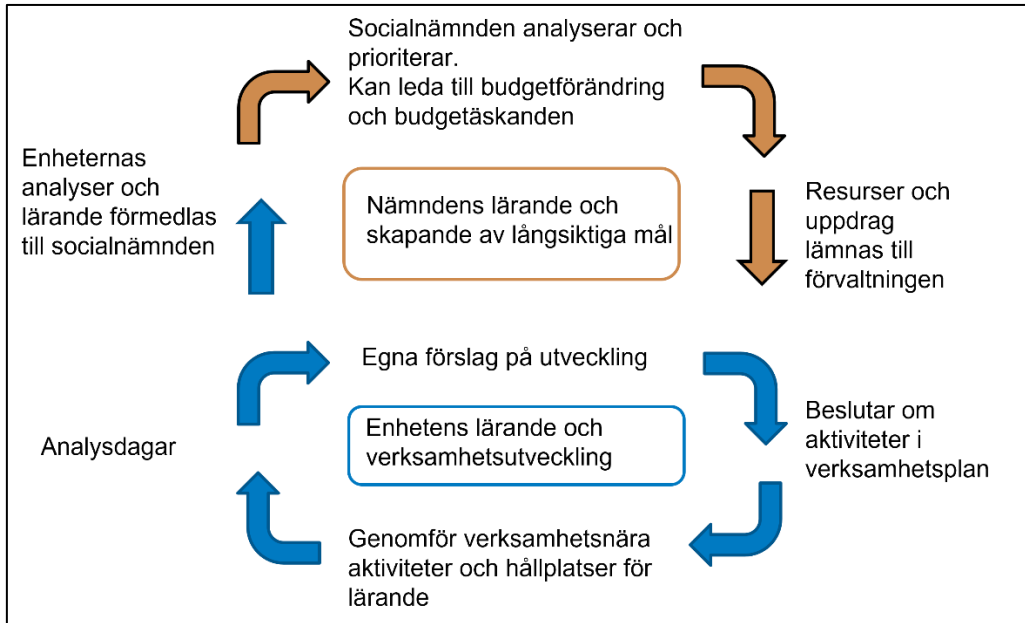 Socialnämnden analyserar och
prioriterar.
Kan leda till budgetförändring
och budgetäskanden
Enheternas
analyser och
lärande förmedlas
till socialnämnden
Nämndens lärande och
skapande av långsiktiga mål
Resurser och
uppdrag
lämnas till
förvaltningen
Egna förslag på utveckling
Analysdagar
Enhetens lärande och
verksamhetsutveckling
Beslutar om
aktiviteter i
verksamhetsplan
Genomför verksamhetsnära
aktiviteter och hållplatser för
lärande